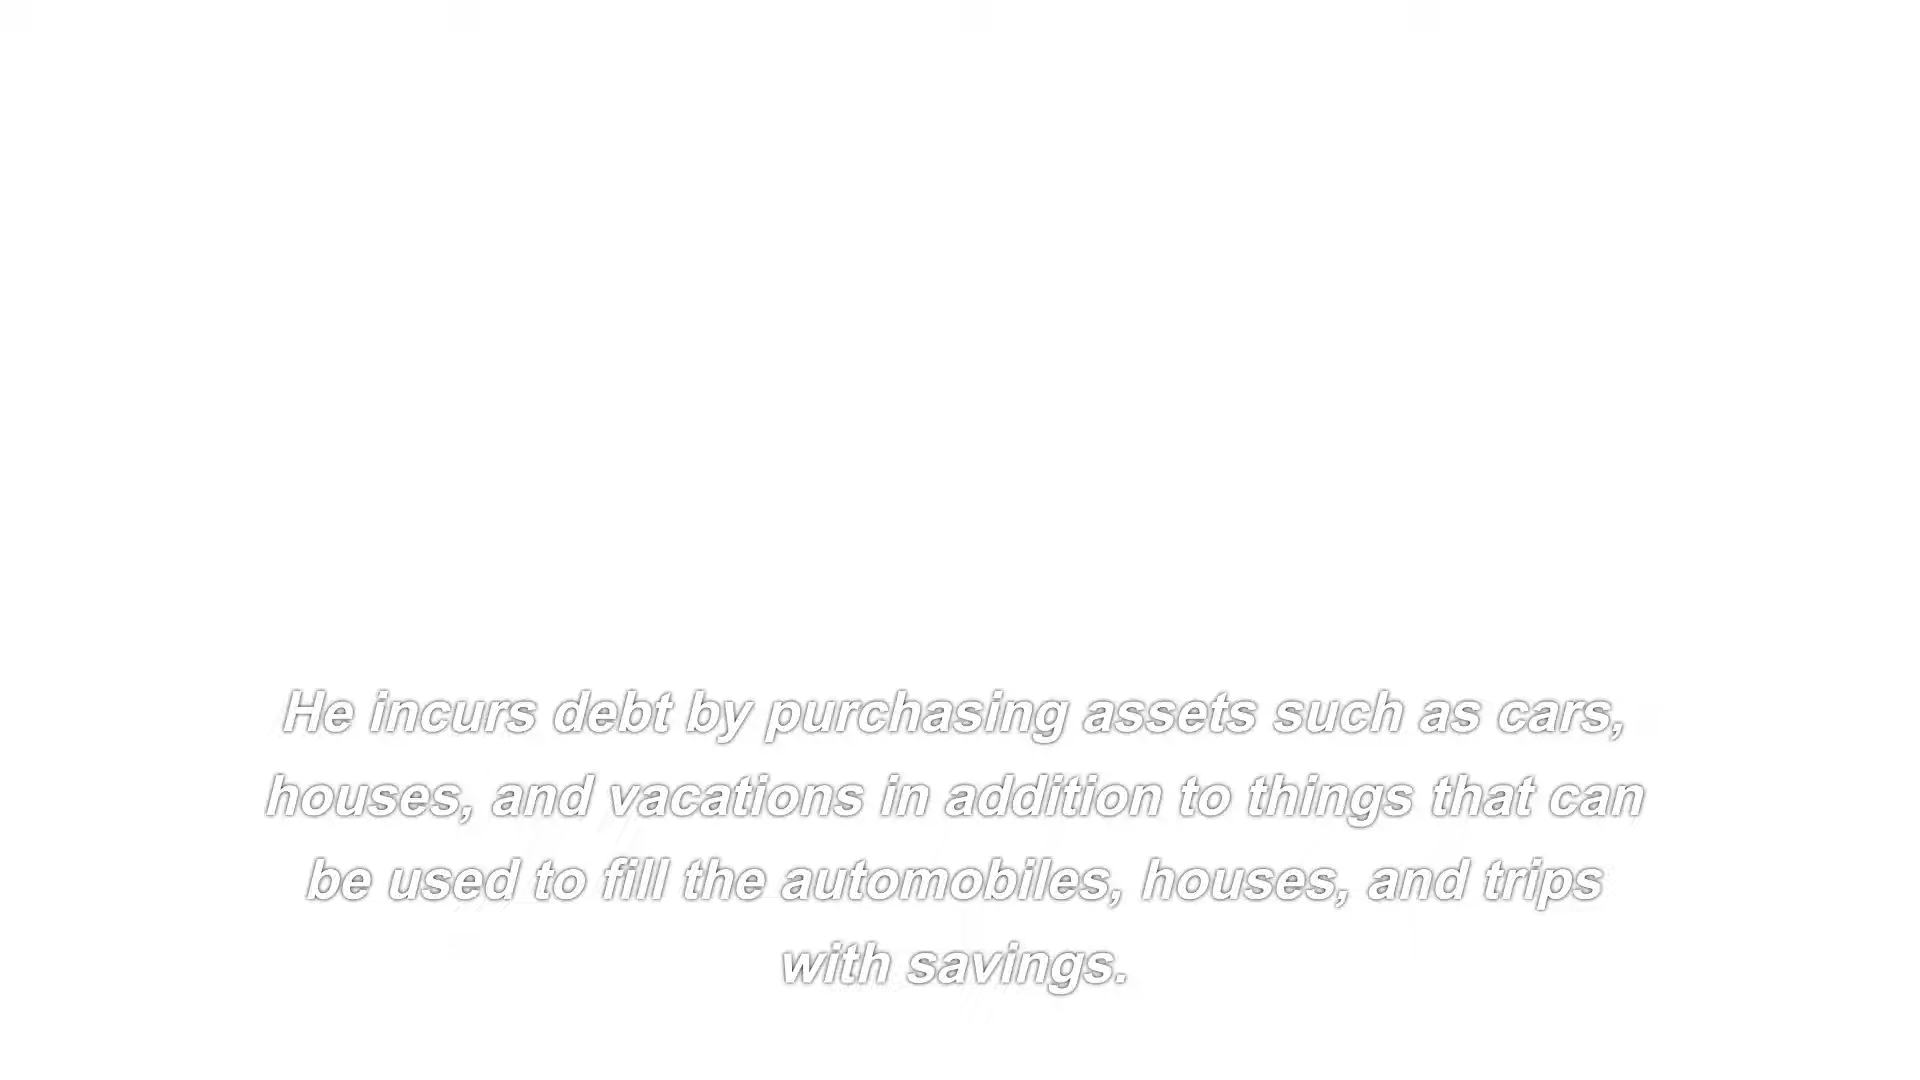 He incurs debt by purchasing assets such as cars,
houses, and vacations in addition to things that can
be used to fill the automobiles, houses, and trips
with savings.